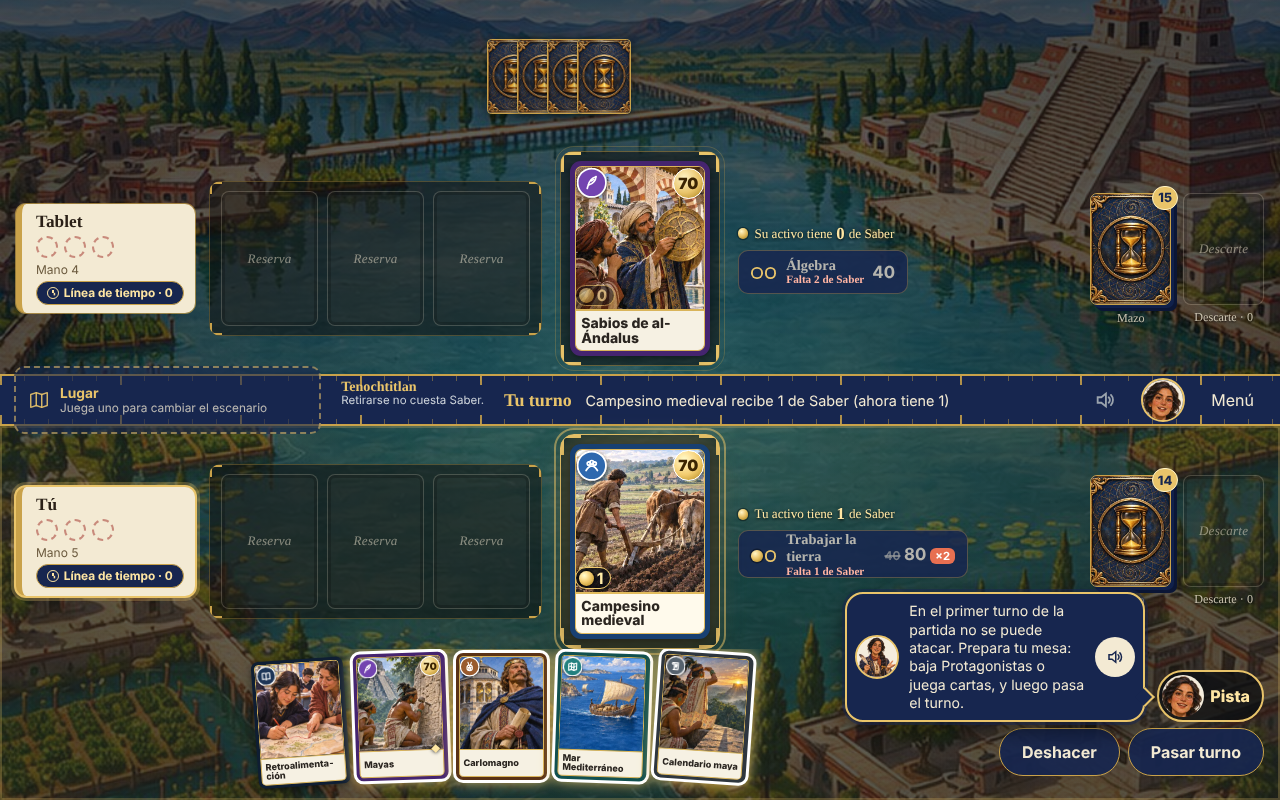 70
Tablet
Mano 4
Línea de tiempo · 0
Reserva
Reserva
Reserva
0
Sabios de al-
Ándalus
Su activo tiene 0 de Saber
Álgebra
Falta 2 de Saber
40
15
Mazo
Descarte
Descarte · 0
Lugar
Juega uno para cambiar el escenario
Tenochtitlan
Retirarse no cuesta Saber.
Tu turno
Campesino medieval recibe 1 de Saber (ahora tiene 1)
Menú
Tú
Mano 5
Línea de tiempo · 0
Reserva
Reserva
Reserva
70
1
Campesino
medieval
Tu activo tiene 1 de Saber
Trabajar la
tierra
Falta 1 de Saber
40 80 ×2
14
Descarte
Descarte · 0
En el primer turno de la
partida no se puede
atacar. Prepara tu mesa:
baja Protagonistas o
juega cartas, y luego pasa
el turno.
Pista
Retroalimenta-
ción
70
Mayas
Carlomagno
Mar
Mediterráneo
Calendario maya
Deshacer
Pasar turno